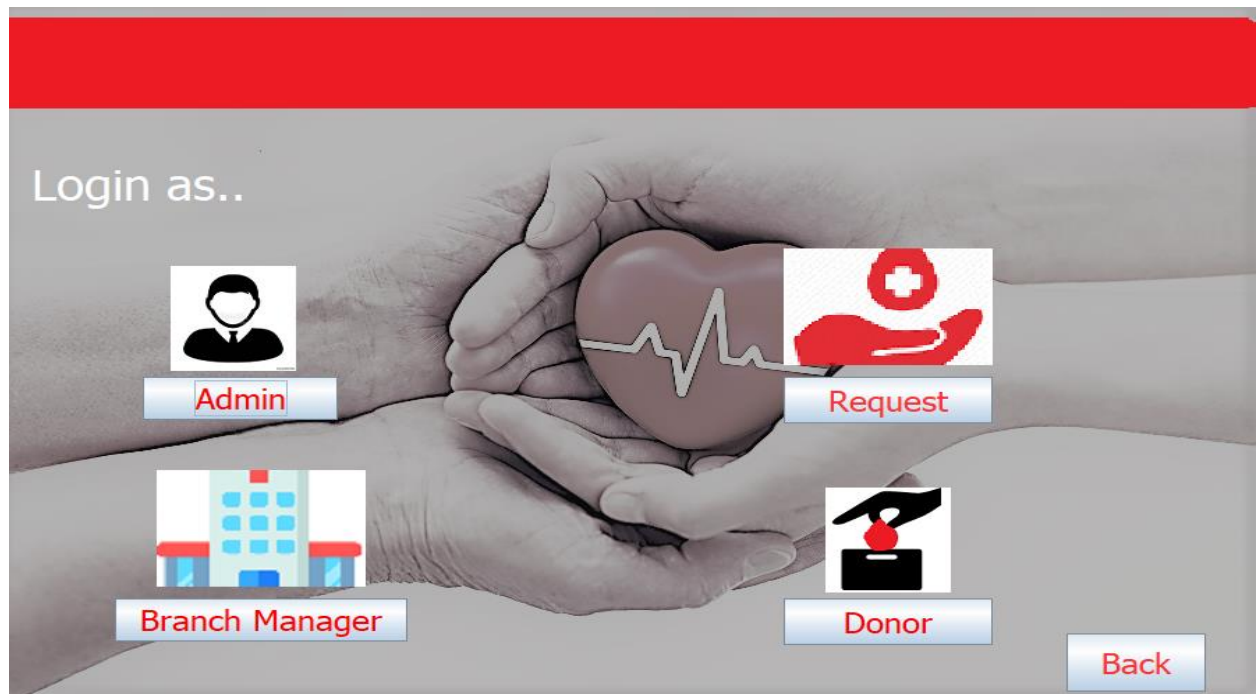 Login as..
Admin
Request
Branch Manager
Donor
Back